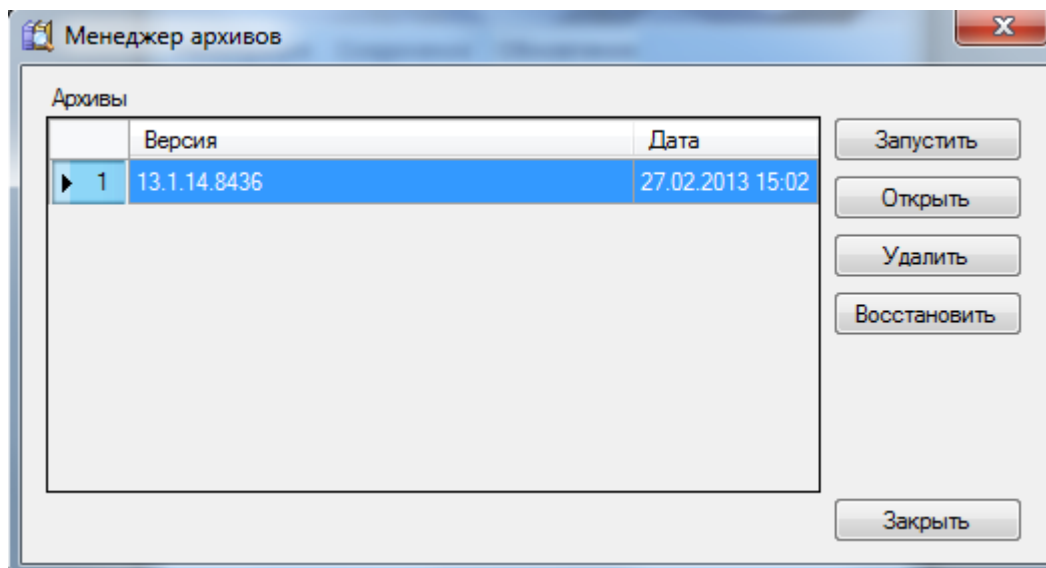 Менеджер архивов
Архивы
Версия Дата
1 13.1.14.8436 27.02.2013 15:02
Запустить
Открыть
Удалить
Восстановить
Закрыть